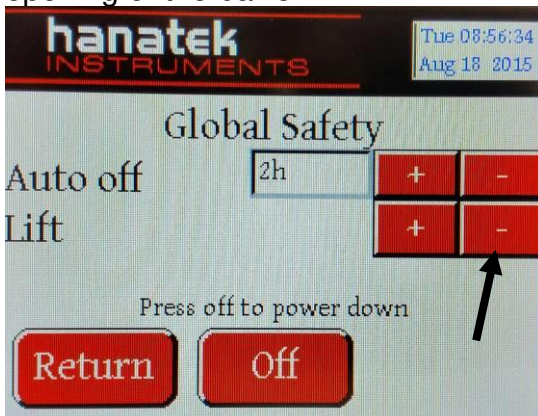 hanatek
INSTRUMENTS
Tue 08:56:34
Aug 18 2015
Global Safety
Auto off 2h + -
Lift + -
Press off to power down
Return Off